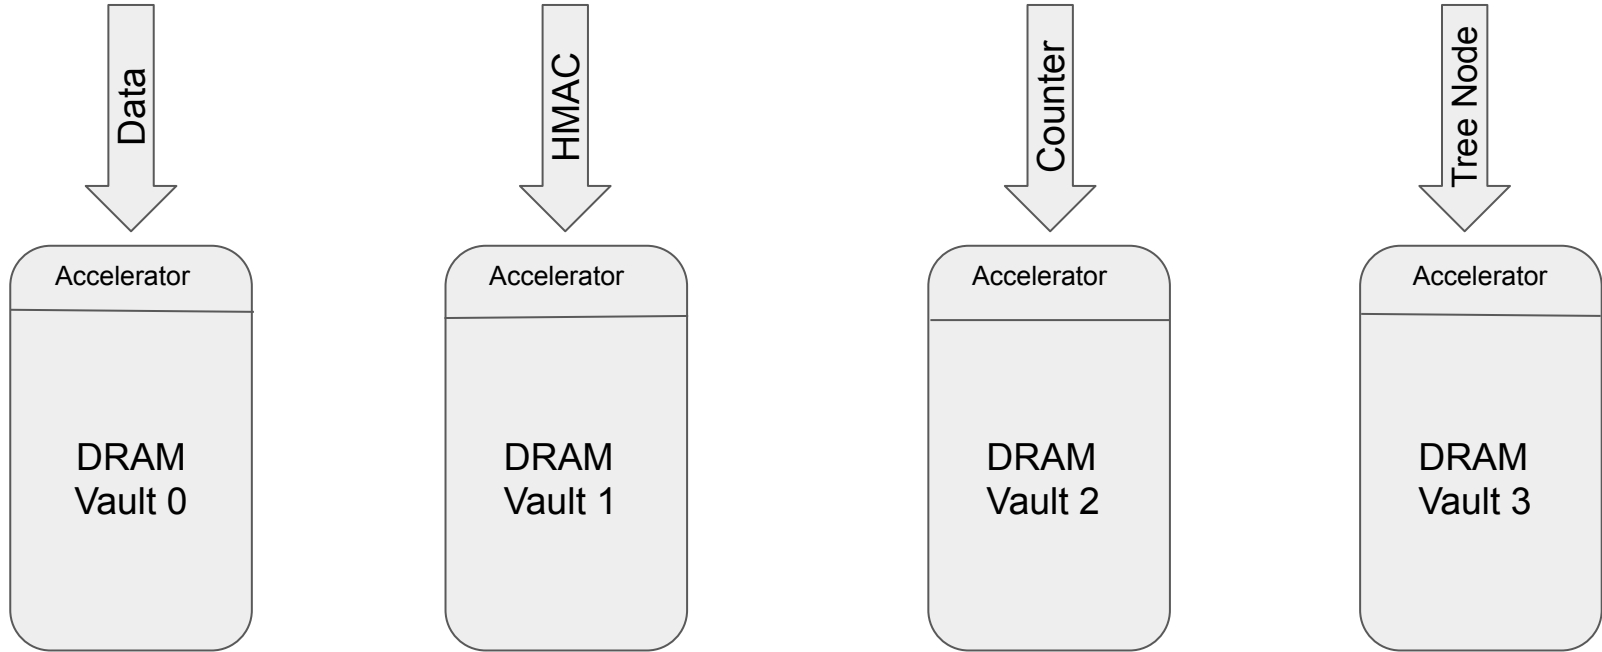 Data
HMAC
Counter
Tree Node
Accelerator
Accelerator
Accelerator
Accelerator
DRAM
Vault 0
DRAM
Vault 1
DRAM
Vault 2
DRAM
Vault 3